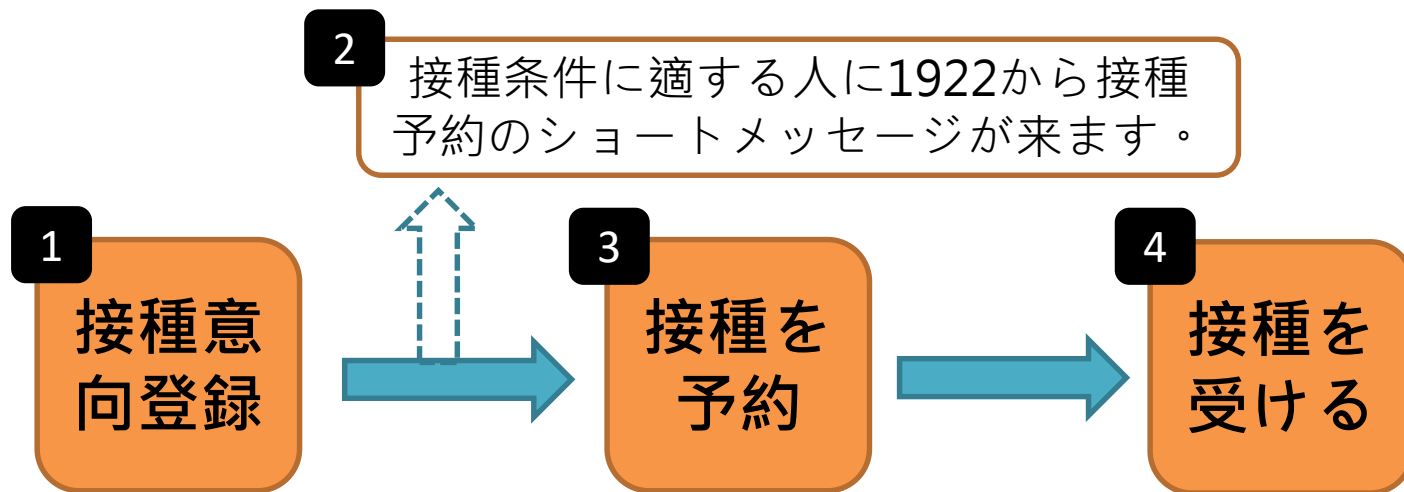 2
接種条件に適する人に1922から接種
予約のショートメッセージが来ます。
1
接種意
向登録
3
接種を
予約
4
接種を
受ける